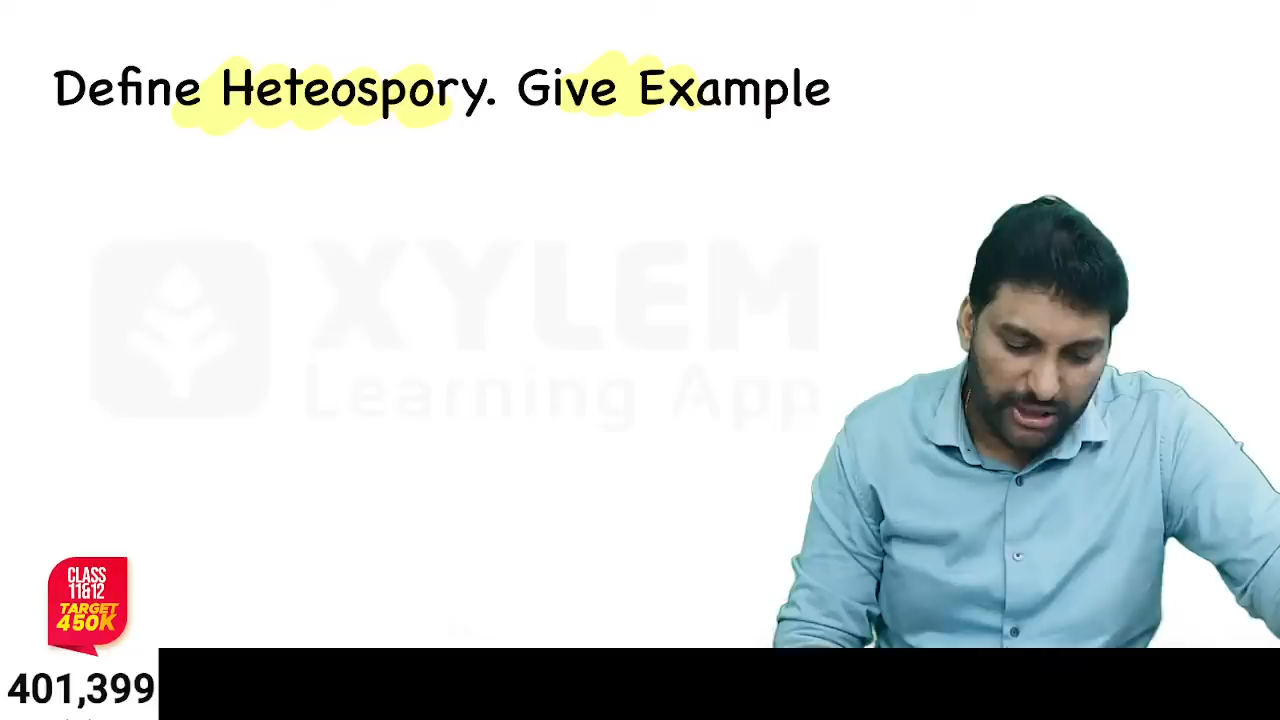 Define Heteospory. Give Example
XYLEM
Learning App
CLASS
11&12
TARGET
450K
401,399